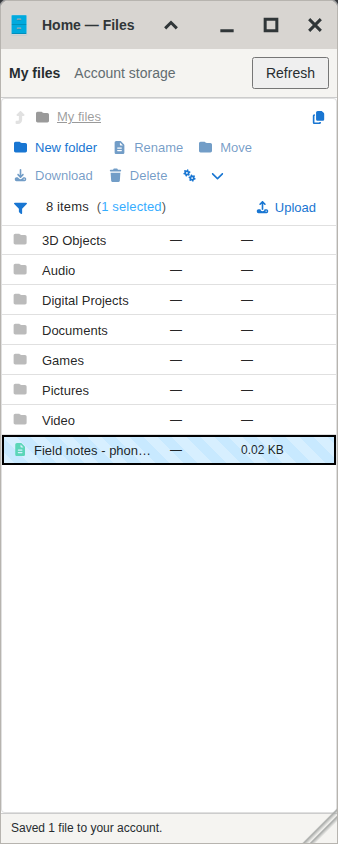 Home — Files
My files Account storage Refresh
My files
New folder Rename Move
Download Delete
8 items (1 selected) Upload
3D Objects — —
Audio — —
Digital Projects — —
Documents — —
Games — —
Pictures — —
Video — —
Field notes - phon… — 0.02 KB
Saved 1 file to your account.